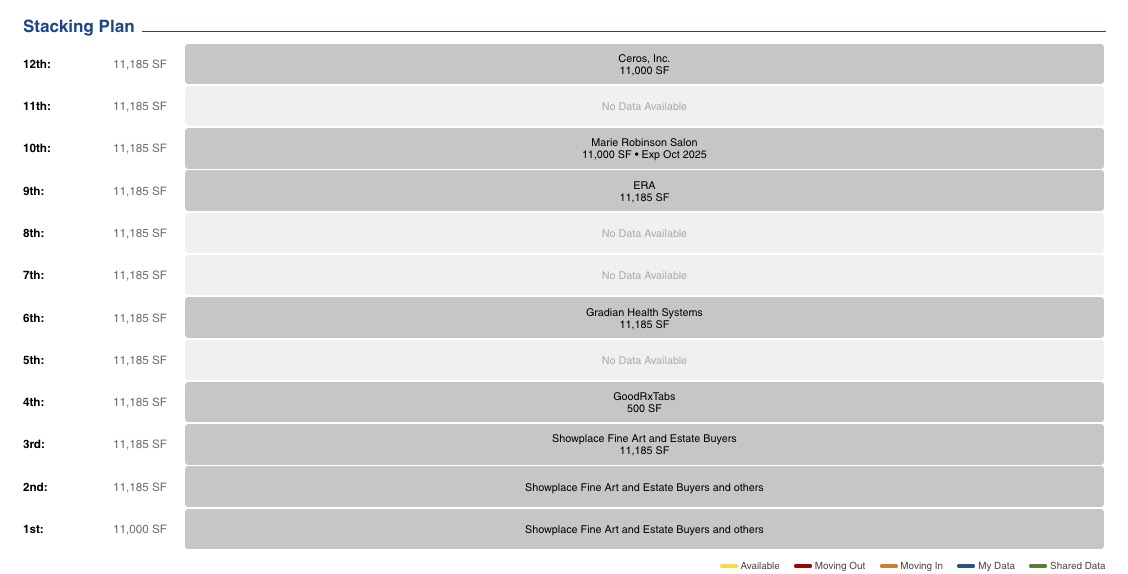 Stacking Plan
12th: 11,185 SF
Ceros, Inc.
11,000 SF
11th: 11,185 SF No Data Available
10th: 11,185 SF
Marie Robinson Salon
11,000 SF • Exp Oct 2025
9th: 11,185 SF
ERA
11,185 SF
8th: 11,185 SF No Data Available
7th: 11,185 SF No Data Available
6th: 11,185 SF
Gradian Health Systems
11,185 SF
5th: 11,185 SF No Data Available
4th: 11,185 SF
GoodRxTabs
500 SF
3rd: 11,185 SF
Showplace Fine Art and Estate Buyers
11,185 SF
2nd: 11,185 SF Showplace Fine Art and Estate Buyers and others
1st: 11,000 SF Showplace Fine Art and Estate Buyers and others
Available Moving Out Moving In My Data Shared Data